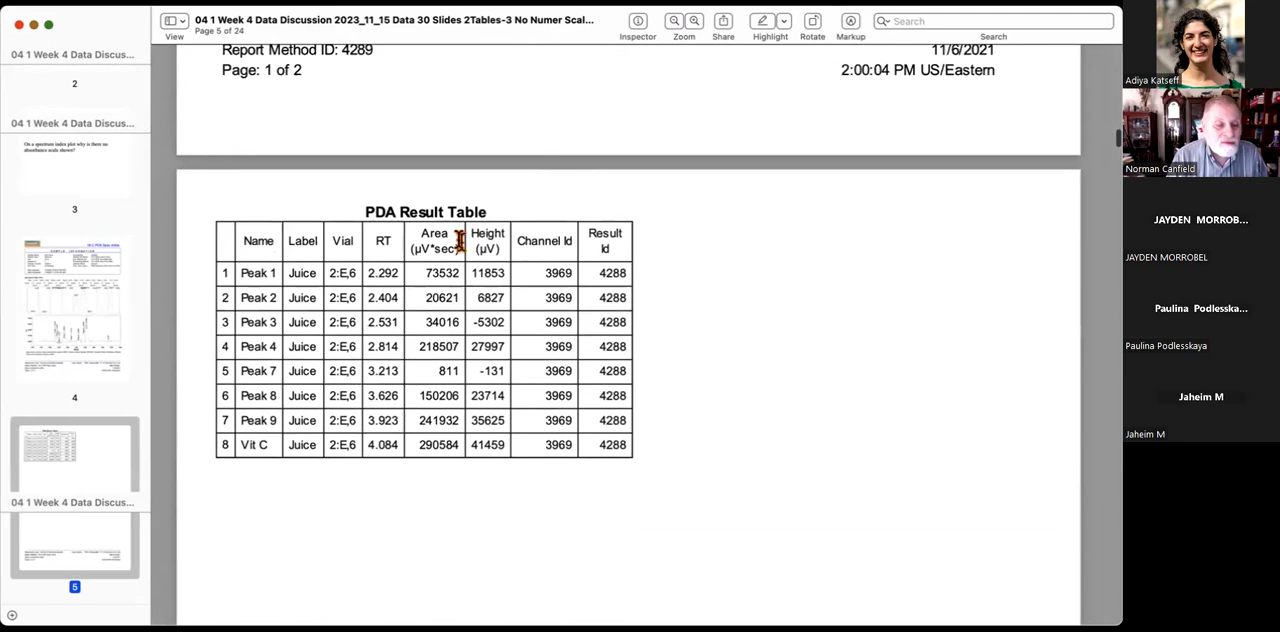 04 1 Week 4 Data Discussion 2023_11_15 Data 30 Slides 2Tables-3 No Numer Scal...
Page 5 of 24
View
Inspector
Zoom
Share
Highlight
Rotate
Markup
Search
Search
04 1 Week 4 Data Discus...
2
04 1 Week 4 Data Discus...
On a spectrum index plot why is there no
absorbance scale shown?
3
4
04 1 Week 4 Data Discus...
5
Report Method ID: 4289
11/6/2021
Page: 1 of 2
2:00:04 PM US/Eastern
PDA Result Table
Name Label Vial RT Area (µV*sec) Height (µV) Channel Id Result Id
1 Peak 1 Juice 2:E,6 2.292 73532 11853 3969 4288
2 Peak 2 Juice 2:E,6 2.404 20621 6827 3969 4288
3 Peak 3 Juice 2:E,6 2.531 34016 -5302 3969 4288
4 Peak 4 Juice 2:E,6 2.814 218507 27997 3969 4288
5 Peak 7 Juice 2:E,6 3.213 811 -131 3969 4288
6 Peak 8 Juice 2:E,6 3.626 150206 23714 3969 4288
7 Peak 9 Juice 2:E,6 3.923 241932 35625 3969 4288
8 Vit C Juice 2:E,6 4.084 290584 41459 3969 4288
Adiya Katseff
Norman Canfield
JAYDEN MORROB...
JAYDEN MORROBEL
Paulina Podlesska...
Paulina Podlesskaya
Jaheim M
Jaheim M